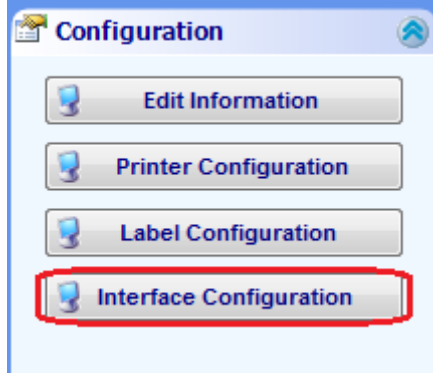 Configuration
Edit Information
Printer Configuration
Label Configuration
Interface Configuration